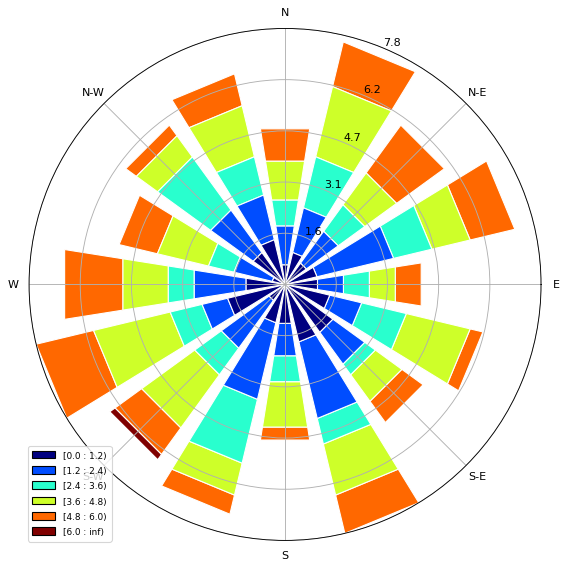 N
7.8
N-W
N-E
6.2
4.7
3.1
1.6
W
E
[0.0 : 1.2)
[1.2 : 2.4)
[2.4 : 3.6)
[3.6 : 4.8)
[4.8 : 6.0)
[6.0 : inf)
S-W
S-E
S